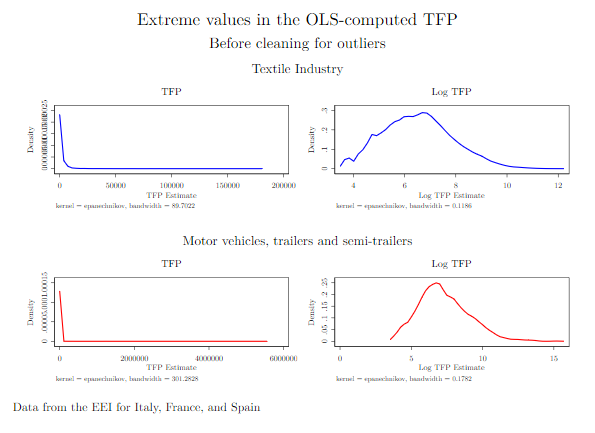 Extreme values in the OLS-computed TFP
Before cleaning for outliers
Textile Industry
TFP
Density
0 50000 100000 150000 200000
TFP Estimate
kernel = epanechnikov, bandwidth = 89.7022
Log TFP
Density
0 .1 .2 .3
4 6 8 10 12
Log TFP Estimate
kernel = epanechnikov, bandwidth = 0.1186
Motor vehicles, trailers and semi-trailers
TFP
Density
0 2000000 4000000 6000000
TFP Estimate
kernel = epanechnikov, bandwidth = 301.2828
Log TFP
Density
0 .05 .1 .15 .2 .25
0 5 10 15
Log TFP Estimate
kernel = epanechnikov, bandwidth = 0.1782
Data from the EEI for Italy, France, and Spain